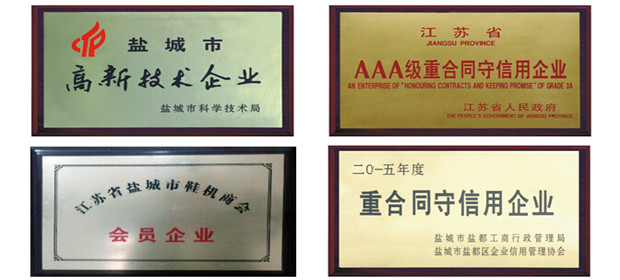 盐城市
高新技术企业
盐城市科学技术局
江苏省
JIANGSU PROVINCE
AAA级重合同守信用企业
AN ENTERPRISE OF "HONOURING CONTRACTS AND KEEPING PROMISE" OF GRADE 3A
江苏省人民政府
THE PEOPLE'S GOVERNMENT OF JIANGSU PROVINCE
江苏省盐城市鞋机商会
会员企业
二0一五年度
重合同守信用企业
盐城市盐都工商行政管理局
盐城市盐都区企业信用管理协会